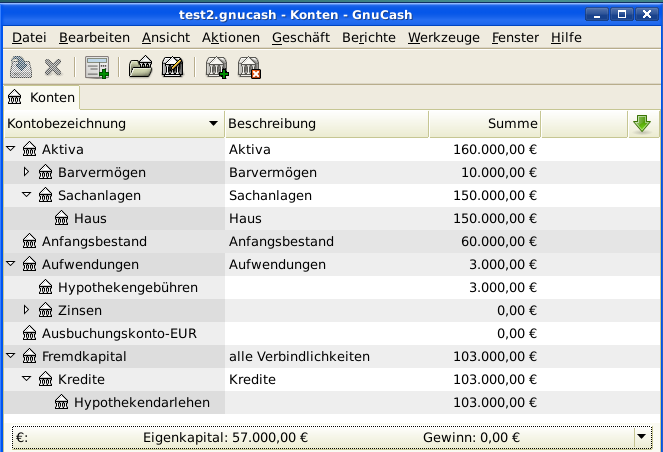 test2.gnucash - Konten - GnuCash
Datei Bearbeiten Ansicht Aktionen Geschäft Berichte Werkzeuge Fenster Hilfe
Konten
Kontobezeichnung Beschreibung Summe
Aktiva Aktiva 160.000,00 €
Barvermögen Barvermögen 10.000,00 €
Sachanlagen Sachanlagen 150.000,00 €
Haus Haus 150.000,00 €
Anfangsbestand Anfangsbestand 60.000,00 €
Aufwendungen Aufwendungen 3.000,00 €
Hypothekengebühren 3.000,00 €
Zinsen 0,00 €
Ausbuchungskonto-EUR 0,00 €
Fremdkapital alle Verbindlichkeiten 103.000,00 €
Kredite Kredite 103.000,00 €
Hypothekendarlehen 103.000,00 €
€: Eigenkapital: 57.000,00 € Gewinn: 0,00 €